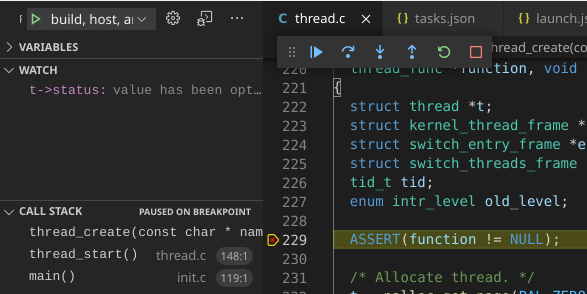 build, host, a
thread.c
tasks.json
launch.js
VARIABLES
WATCH
t->status: value has been opt…
CALL STACK PAUSED ON BREAKPOINT
thread_create(const char * nam
thread_start() thread.c 148:1
main() init.c 119:1
thread_create(co
220 thread_func *function, void
221 {
222 struct thread *t;
223 struct kernel_thread_frame *
224 struct switch_entry_frame *e
225 struct switch_threads_frame
226 tid_t tid;
227 enum intr_level old_level;
228
229 ASSERT(function != NULL);
230
231 /* Allocate thread. */